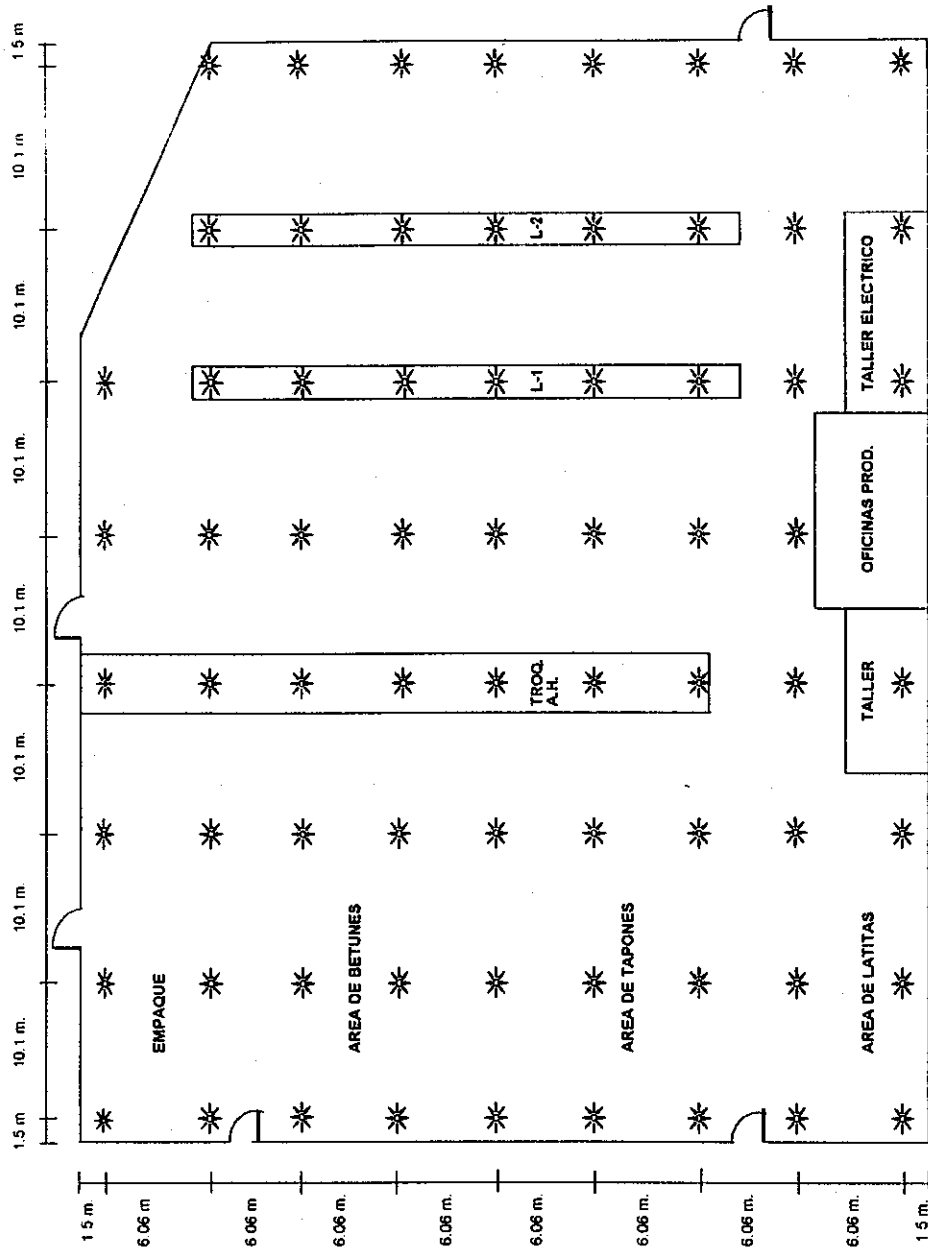 1.5 m
10.1 m.
10.1 m.
10.1 m.
10.1 m.
10.1 m.
10.1 m.
10.1 m
1.5 m
1.5 m.
6.06 m.
6.06 m.
6.06 m.
6.06 m.
6.06 m.
6.06 m.
6.06 m.
6.06 m.
1.5 m.
EMPAQUE
AREA DE BETUNES
AREA DE TAPONES
AREA DE LATITAS
TROQ.
A.H.
L-1
L-2
TALLER
OFICINAS PROD.
TALLER ELECTRICO